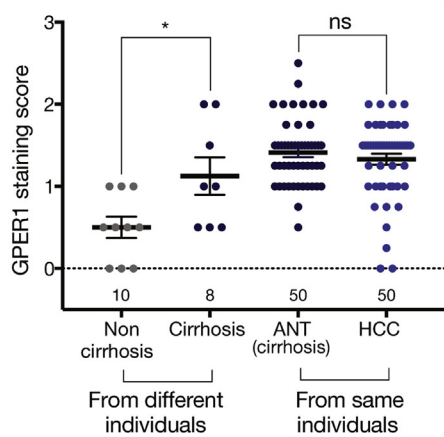 *
ns
3
2
1
0
GPER1 staining score
10 8 50 50
Non cirrhosis
Cirrhosis
ANT (cirrhosis)
HCC
From different individuals
From same individuals